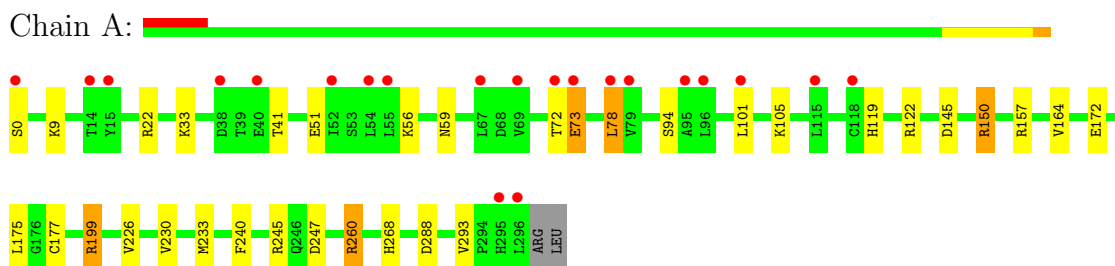 Chain A:
S0 K9 T14 Y15 R22 K33 D38 T39 E40 T41 E51 I52 S53 L54 L55 K56 N59 L67 D68 V69 T72 E73 L78 V79 S94 A95 L96 L101 K105 L115 C118 H119 R122 D145 R150 R157 V164 E172
L175 G176 C177 R199 V226 V230 M233 F240 R245 Q246 D247 R260 H268 D288 V293 P294 H295 L296 ARG LEU